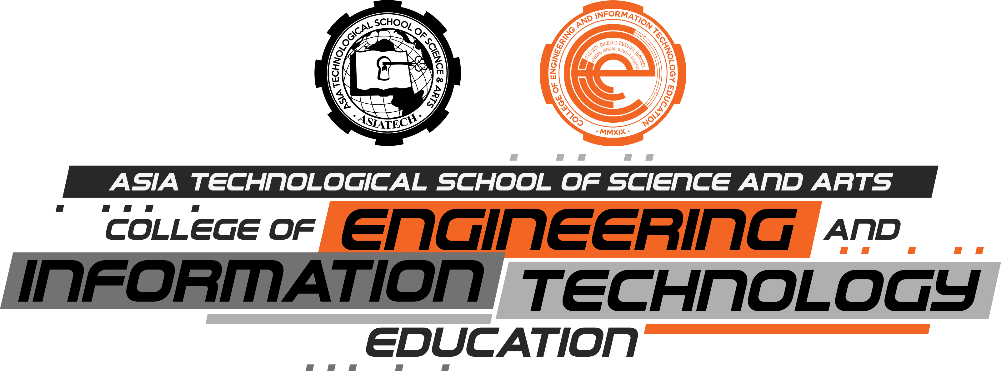 ASIA TECHNOLOGICAL SCHOOL OF SCIENCE & ARTS
· ASIATECH ·
COLLEGE OF ENGINEERING AND INFORMATION TECHNOLOGY EDUCATION
· MMXIX ·
ASIA TECHNOLOGICAL SCHOOL OF SCIENCE AND ARTS
COLLEGE OF ENGINEERING AND
INFORMATION TECHNOLOGY
EDUCATION